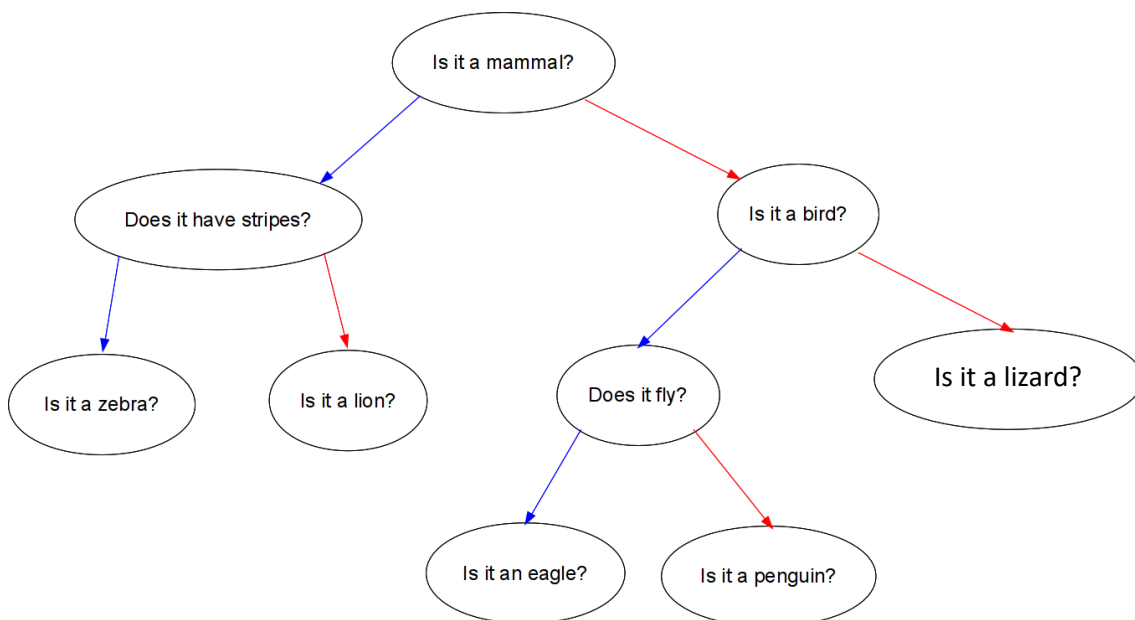 Is it a mammal?
Does it have stripes?
Is it a bird?
Is it a zebra?
Is it a lion?
Does it fly?
Is it a lizard?
Is it an eagle?
Is it a penguin?